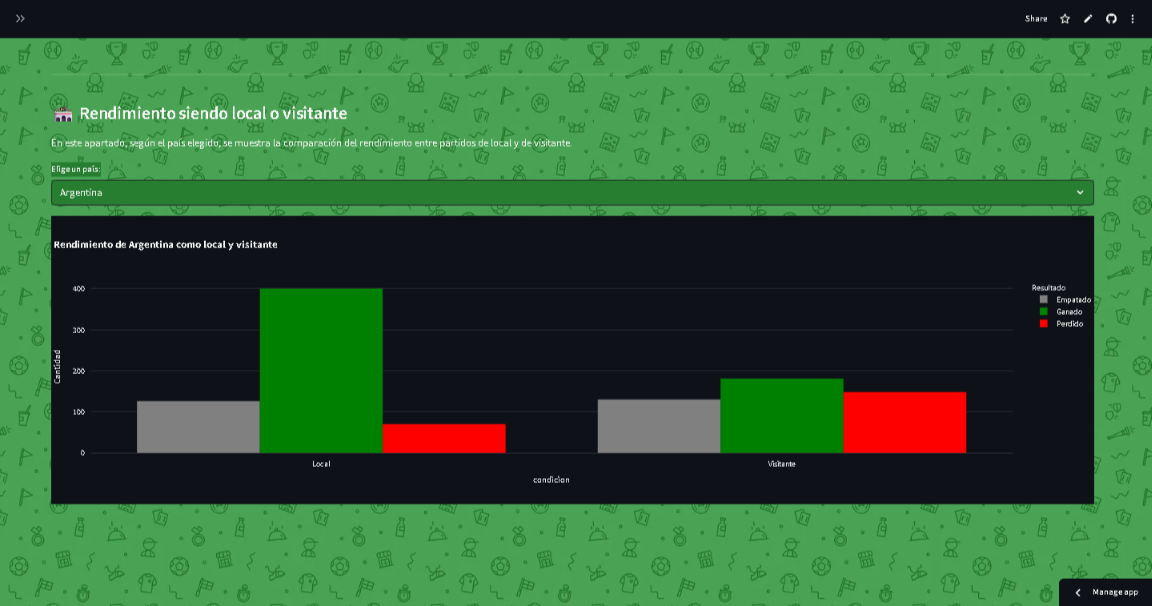 Share
Rendimiento siendo local o visitante
En este apartado, según el país elegido, se muestra la comparación del rendimiento entre partidos de local y de visitante.
Elige un país:
Argentina
Rendimiento de Argentina como local y visitante
400
300
200
100
0
Cantidad
Local
Visitante
condicion
Resultado
Empatado
Ganado
Perdido
Manage app